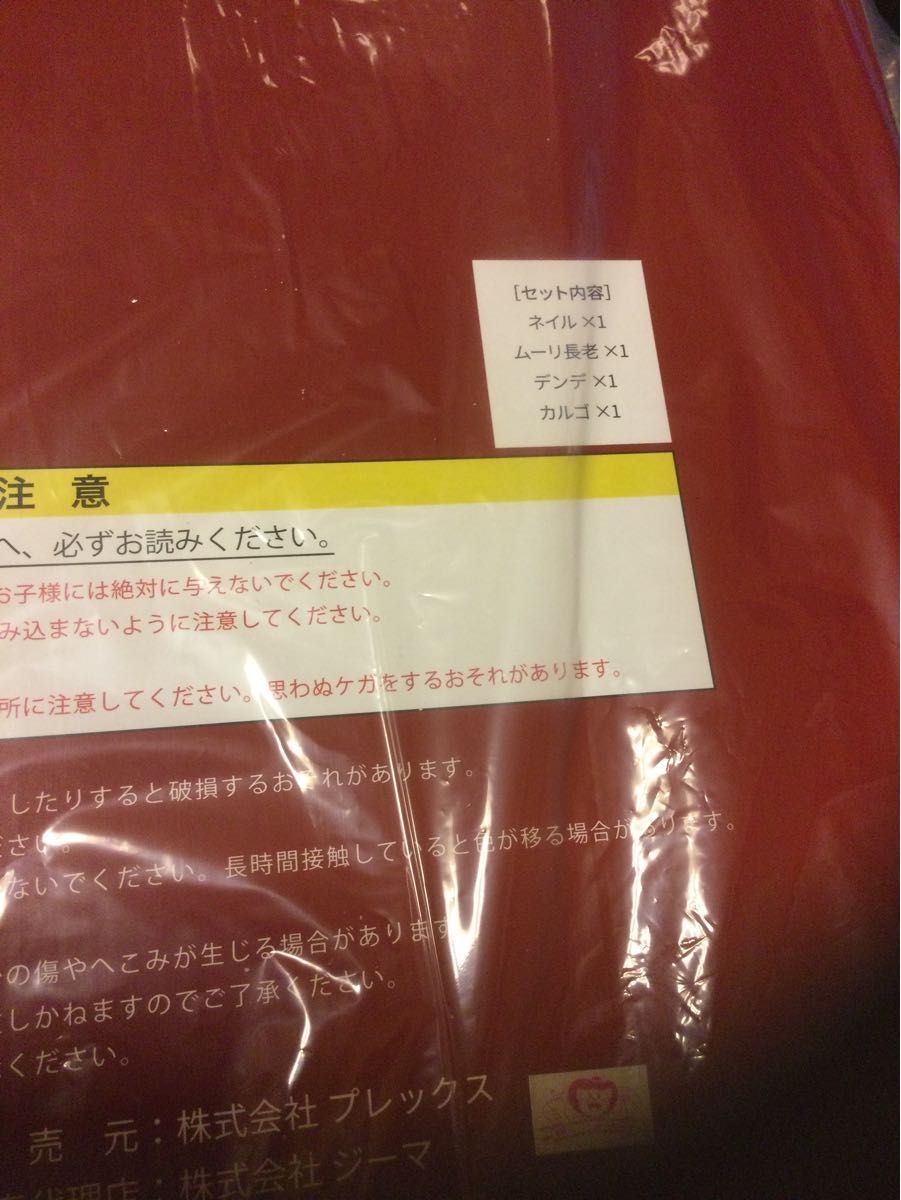 [セット内容]
ネイル ×1
ムーリ長老 ×1
デンデ ×1
カルゴ ×1
注 意
へ、必ずお読みください。
お子様には絶対に与えないでください。
み込まないように注意してください。
所に注意してください。思わぬケガをするおそれがあります。
したりすると破損するおそれがあります。
ださい。
ないでください。長時間接触していると色が移る場合があります。
の傷やへこみが生じる場合があります
しかねますのでご了承ください。
ください。
売 元:株式会社 プレックス
代理店:株式会社 ジーマ